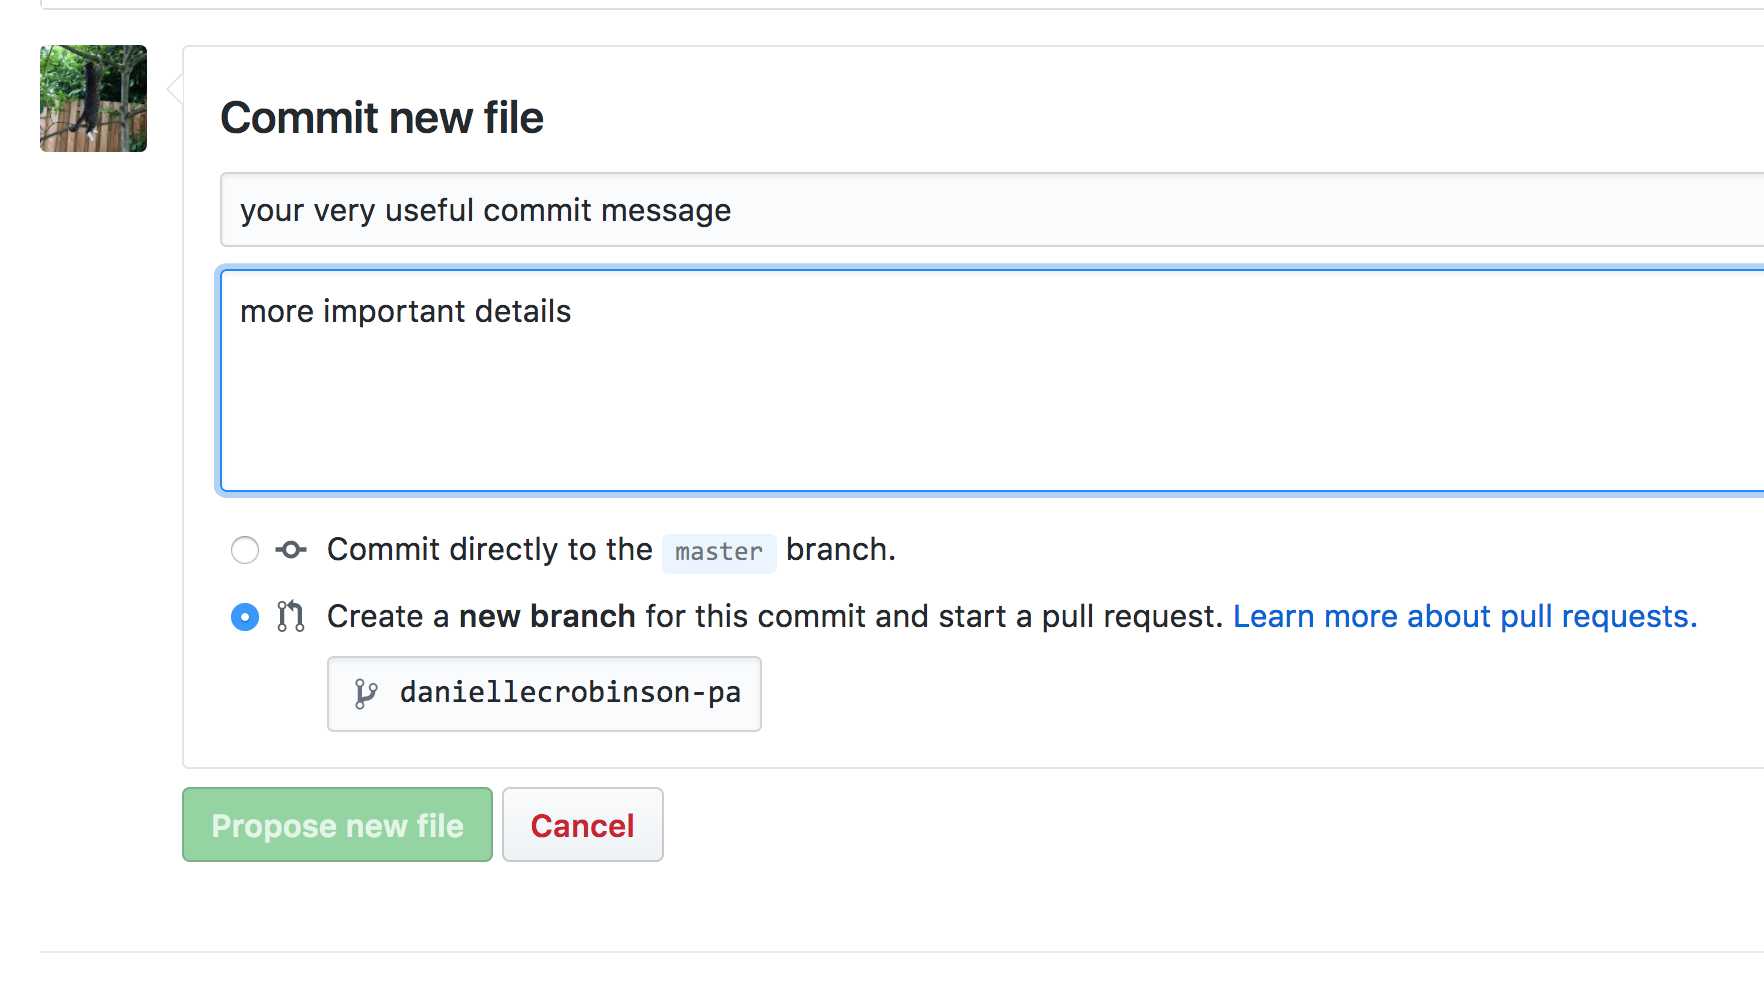 Commit new file
your very useful commit message
more important details
Commit directly to the master branch.
Create a new branch for this commit and start a pull request. Learn more about pull requests.
daniellecrobinson-pa
Propose new file Cancel